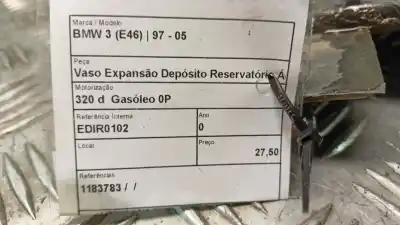 Marca / Modelo
BMW 3 (E46) | 97 - 05
Peça
Vaso Expansão Depósito Reservatório A
Motorização
320 d Gasóleo 0P
Referência Interna
EDIR0102
Ano
0
Local
Preço
27,50
Referências
1183783 / /